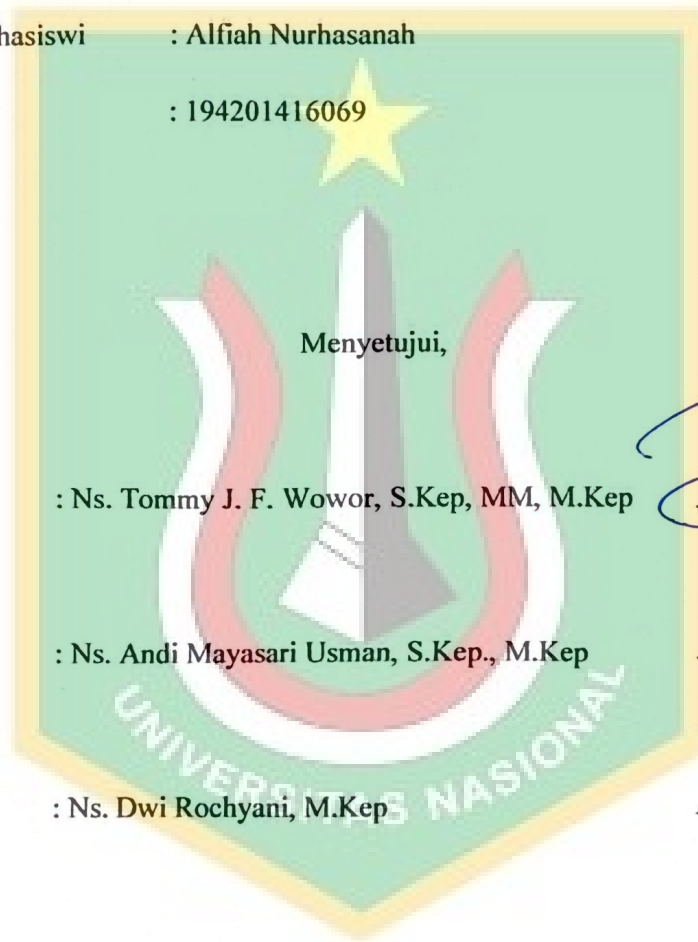 hasiswi : Alfiah Nurhasanah
: 194201416069
Menyetujui,
: Ns. Tommy J. F. Wowor, S.Kep, MM, M.Kep
: Ns. Andi Mayasari Usman, S.Kep., M.Kep
: Ns. Dwi Rochyani, M.Kep
UNIVERSITAS NASIONAL